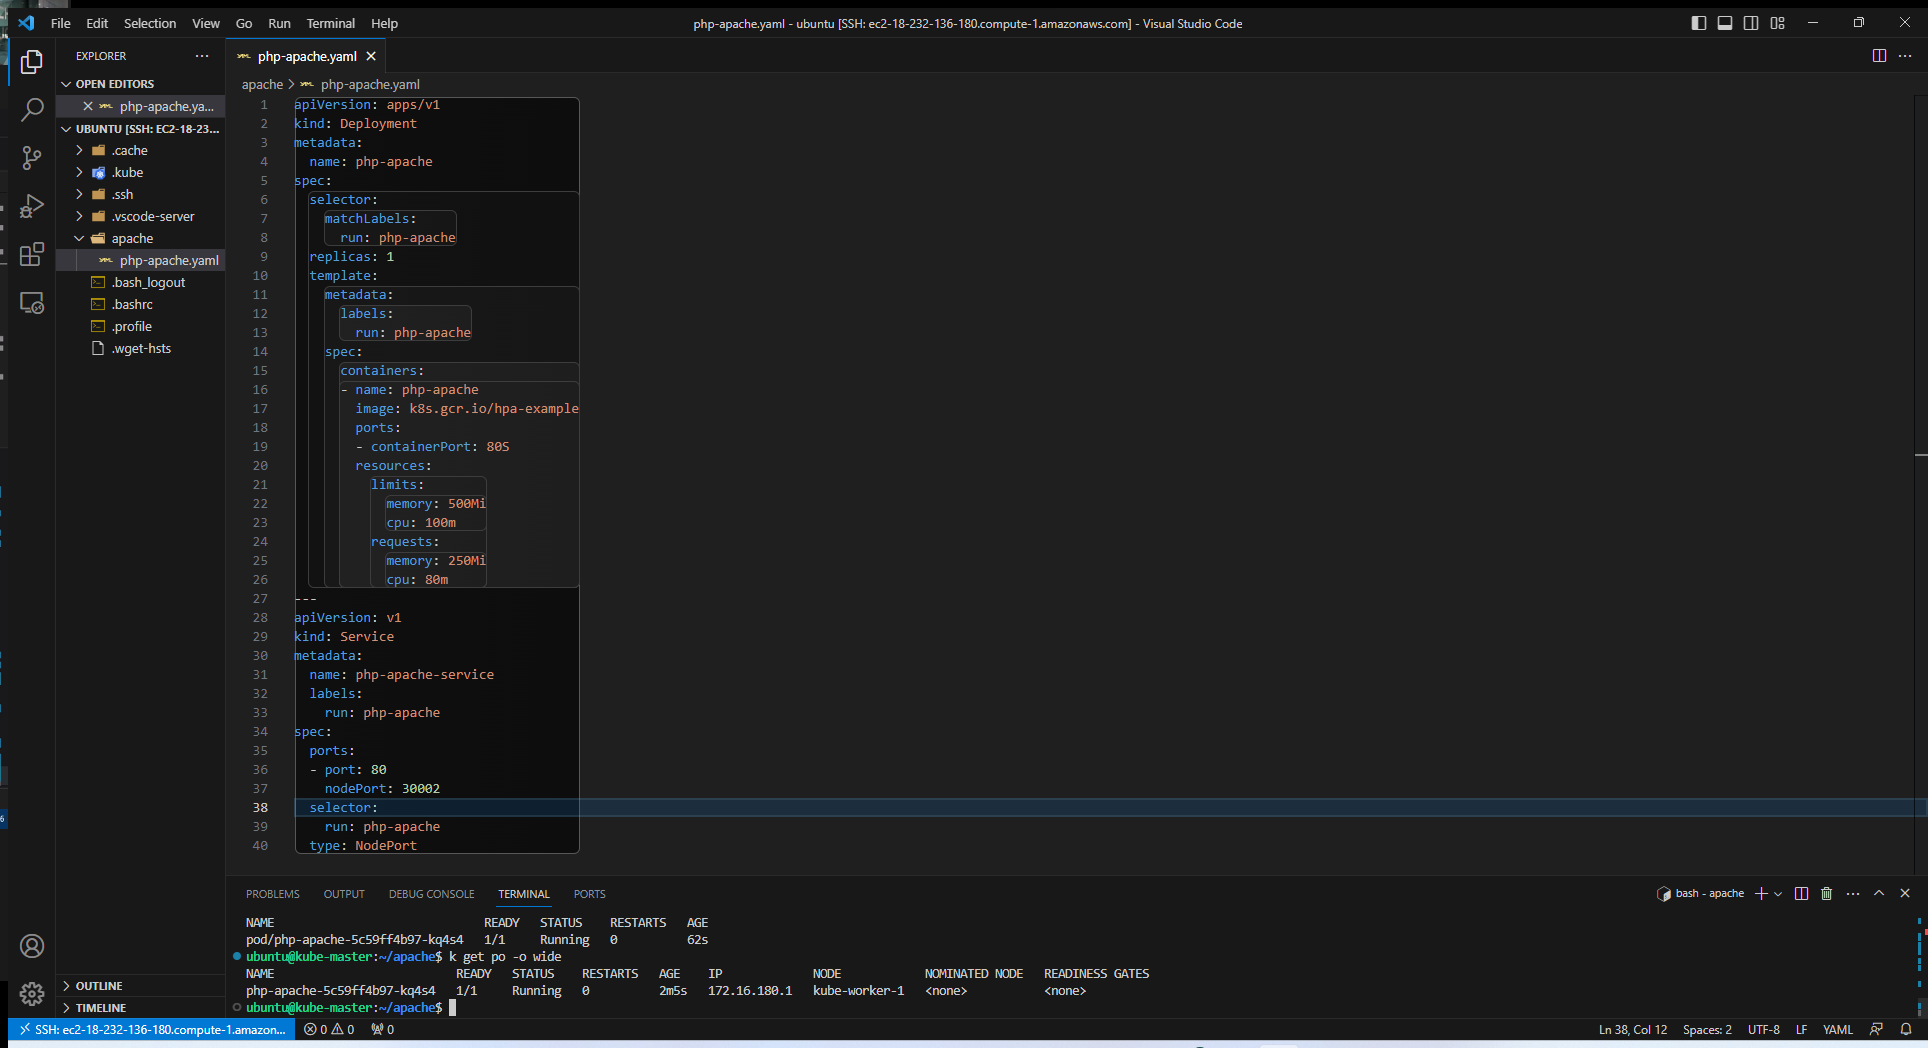 File Edit Selection View Go Run Terminal Help
php-apache.yaml - ubuntu [SSH: ec2-18-232-136-180.compute-1.amazonaws.com] - Visual Studio Code
EXPLORER
OPEN EDITORS
php-apache.ya...
UBUNTU [SSH: EC2-18-23...
.cache
.kube
.ssh
.vscode-server
apache
php-apache.yaml
.bash_logout
.bashrc
.profile
.wget-hsts
OUTLINE
TIMELINE
php-apache.yaml
apache > php-apache.yaml
1 apiVersion: apps/v1
2 kind: Deployment
3 metadata:
4 name: php-apache
5 spec:
6 selector:
7 matchLabels:
8 run: php-apache
9 replicas: 1
10 template:
11 metadata:
12 labels:
13 run: php-apache
14 spec:
15 containers:
16 - name: php-apache
17 image: k8s.gcr.io/hpa-example
18 ports:
19 - containerPort: 80S
20 resources:
21 limits:
22 memory: 500Mi
23 cpu: 100m
24 requests:
25 memory: 250Mi
26 cpu: 80m
27 ---
28 apiVersion: v1
29 kind: Service
30 metadata:
31 name: php-apache-service
32 labels:
33 run: php-apache
34 spec:
35 ports:
36 - port: 80
37 nodePort: 30002
38 selector:
39 run: php-apache
40 type: NodePort
PROBLEMS OUTPUT DEBUG CONSOLE TERMINAL PORTS
bash - apache
NAME READY STATUS RESTARTS AGE
pod/php-apache-5c59ff4b97-kq4s4 1/1 Running 0 62s
ubuntu@kube-master:~/apache$ k get po -o wide
NAME READY STATUS RESTARTS AGE IP NODE NOMINATED NODE READINESS GATES
php-apache-5c59ff4b97-kq4s4 1/1 Running 0 2m5s 172.16.180.1 kube-worker-1 <none> <none>
ubuntu@kube-master:~/apache$
SSH: ec2-18-232-136-180.compute-1.amazon... 0 0 0
Ln 38, Col 12 Spaces: 2 UTF-8 LF YAML